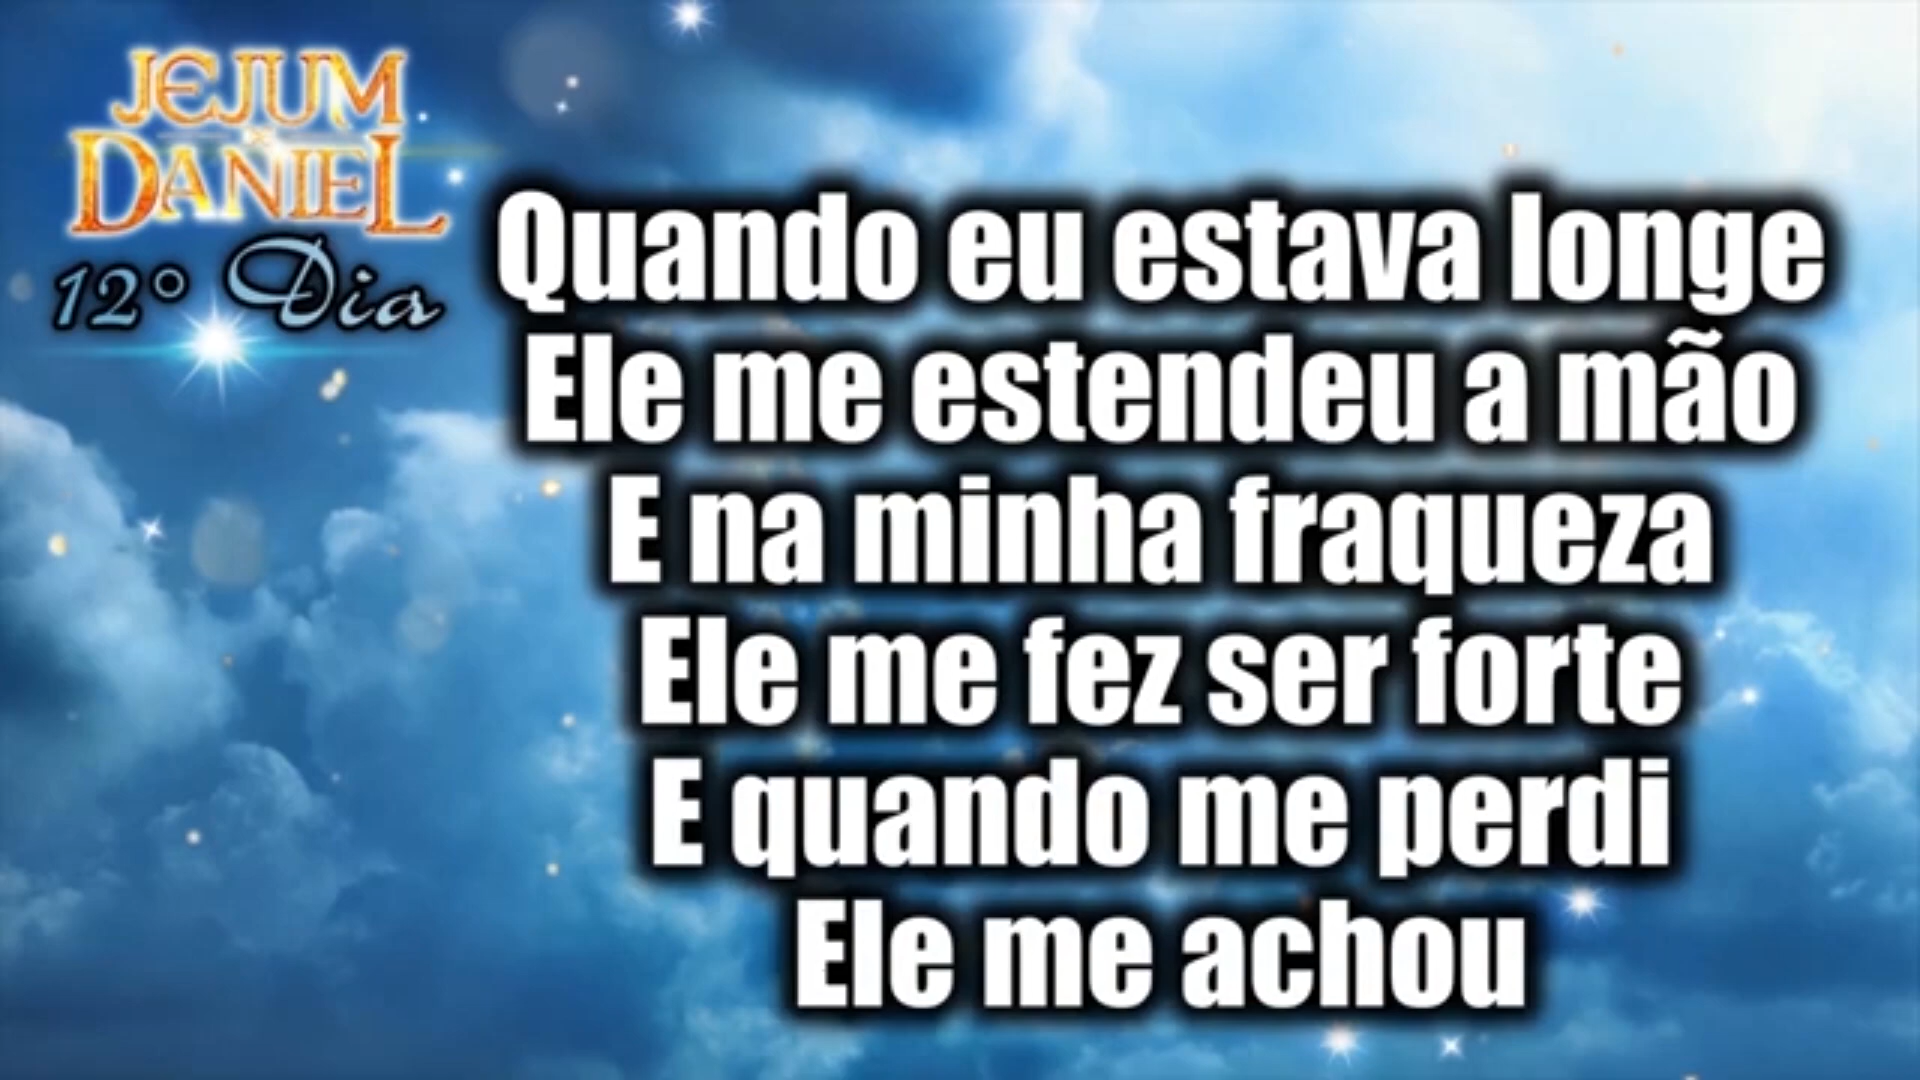 JEJUM
DANIEL
12° Dia
Quando eu estava longe
Ele me estendeu a mão
E na minha fraqueza
Ele me fez ser forte
E quando me perdi
Ele me achou